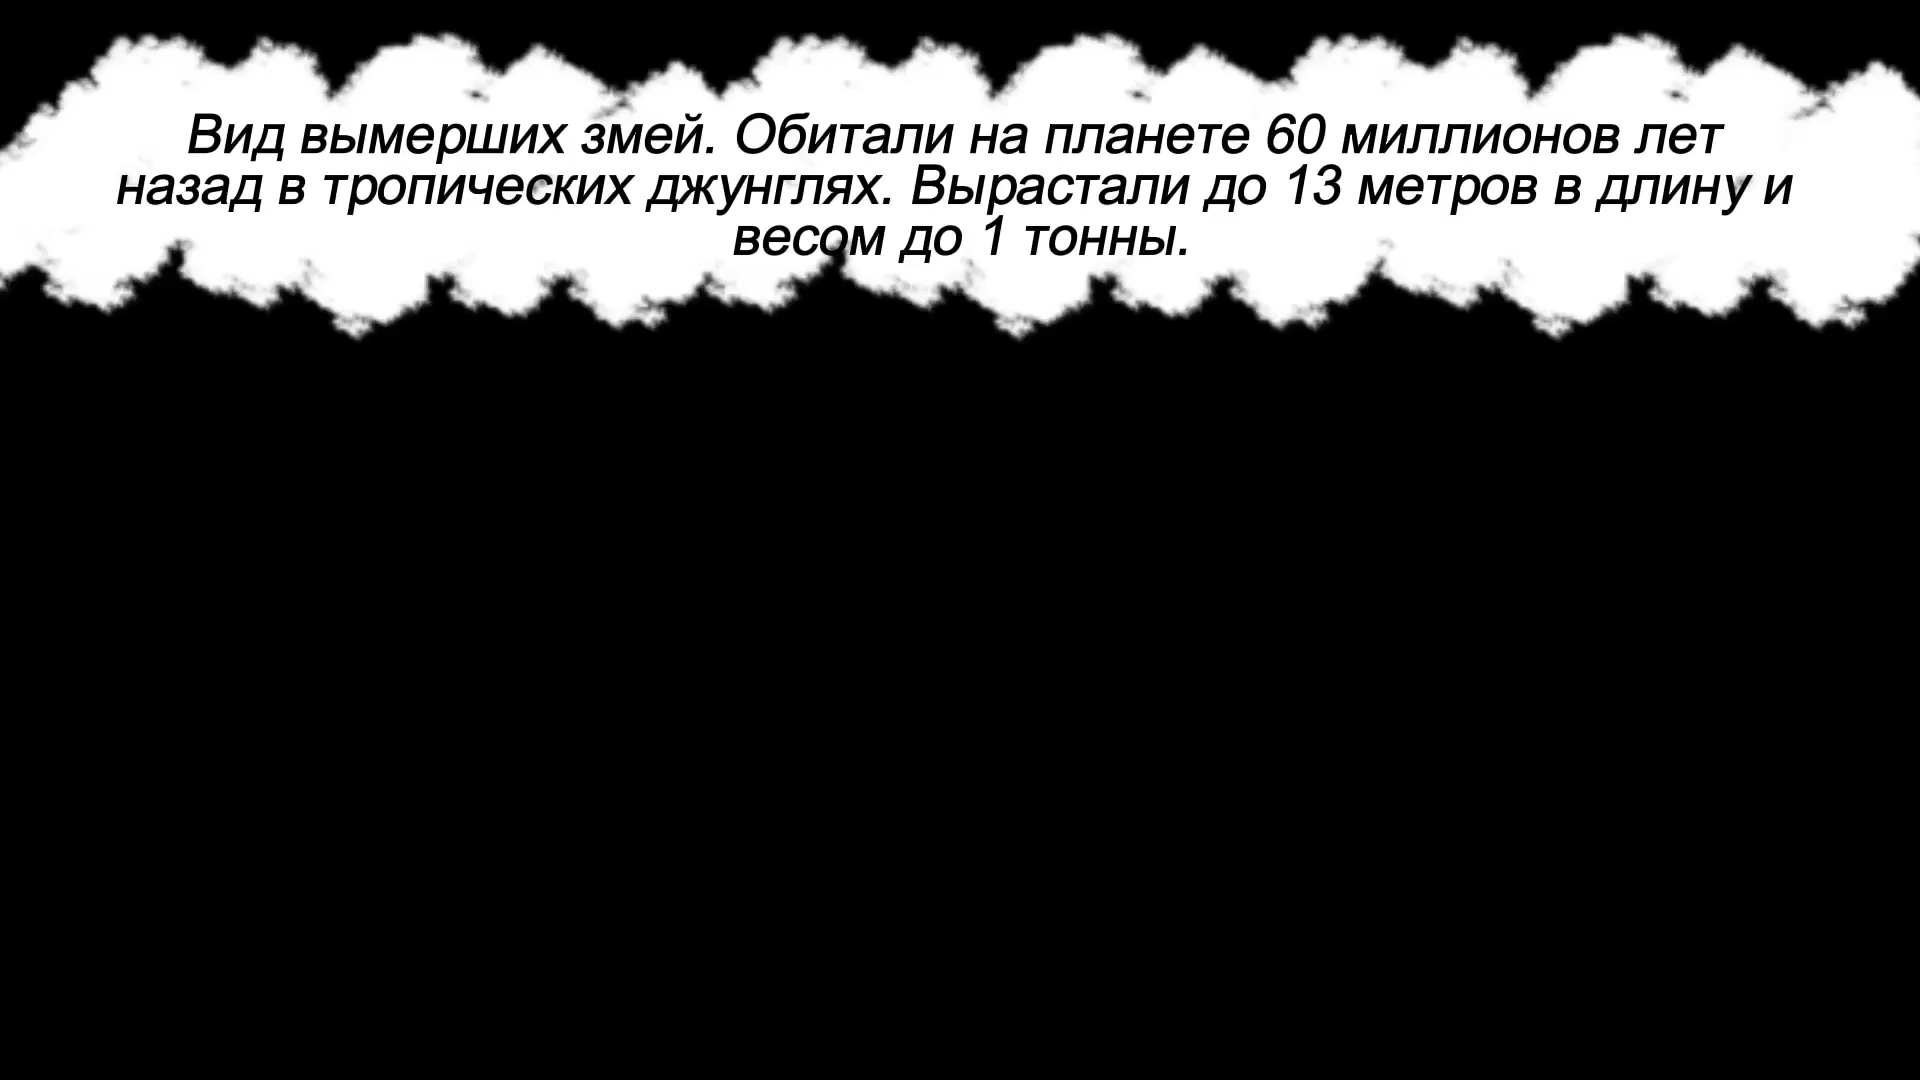 Вид вымерших змей. Обитали на планете 60 миллионов лет
назад в тропических джунглях. Вырастали до 13 метров в длину и
весом до 1 тонны.